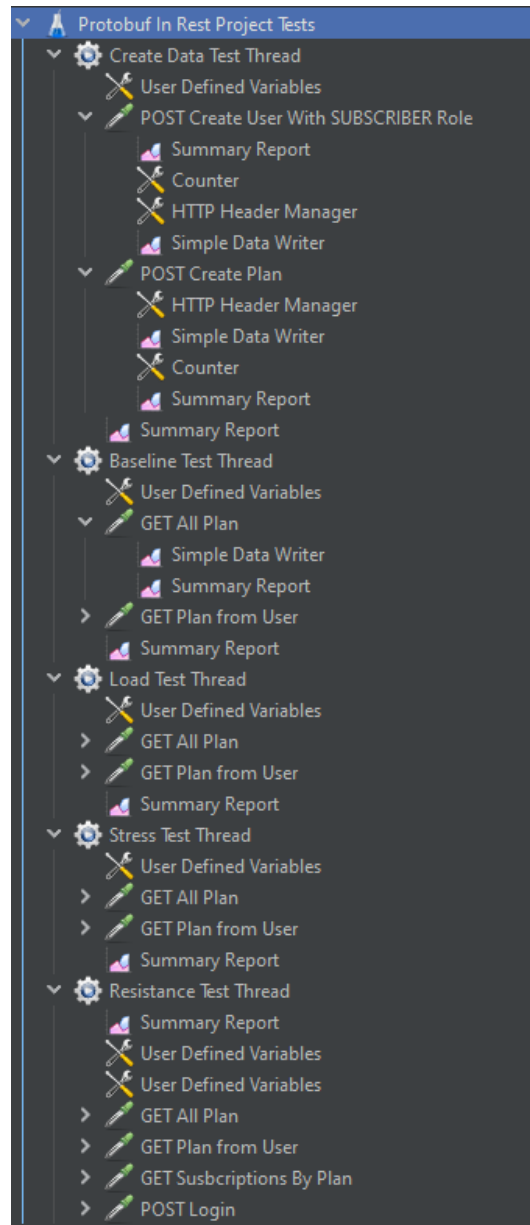 Protobuf In Rest Project Tests
Create Data Test Thread
User Defined Variables
POST Create User With SUBSCRIBER Role
Summary Report
Counter
HTTP Header Manager
Simple Data Writer
POST Create Plan
HTTP Header Manager
Simple Data Writer
Counter
Summary Report
Summary Report
Baseline Test Thread
User Defined Variables
GET All Plan
Simple Data Writer
Summary Report
GET Plan from User
Summary Report
Load Test Thread
User Defined Variables
GET All Plan
GET Plan from User
Summary Report
Stress Test Thread
User Defined Variables
GET All Plan
GET Plan from User
Summary Report
Resistance Test Thread
Summary Report
User Defined Variables
User Defined Variables
GET All Plan
GET Plan from User
GET Susbcriptions By Plan
POST Login